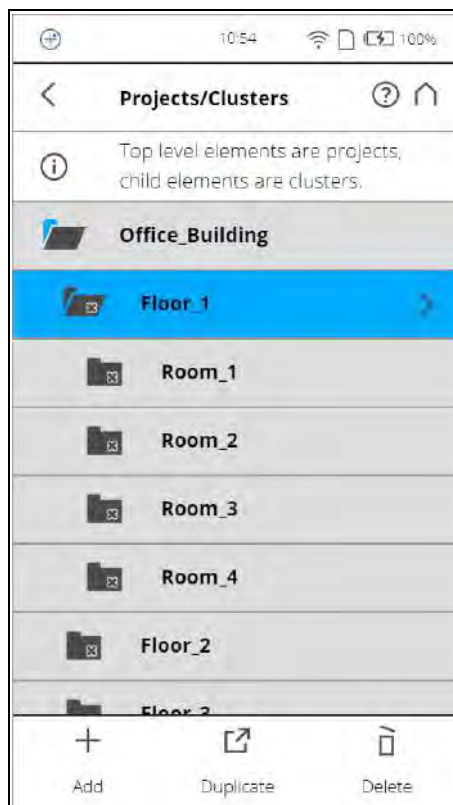 10:54 100%
Projects/Clusters
Top level elements are projects,
child elements are clusters.
Office_Building
Floor_1
Room_1
Room_2
Room_3
Room_4
Floor_2
Floor_3
Add Duplicate Delete